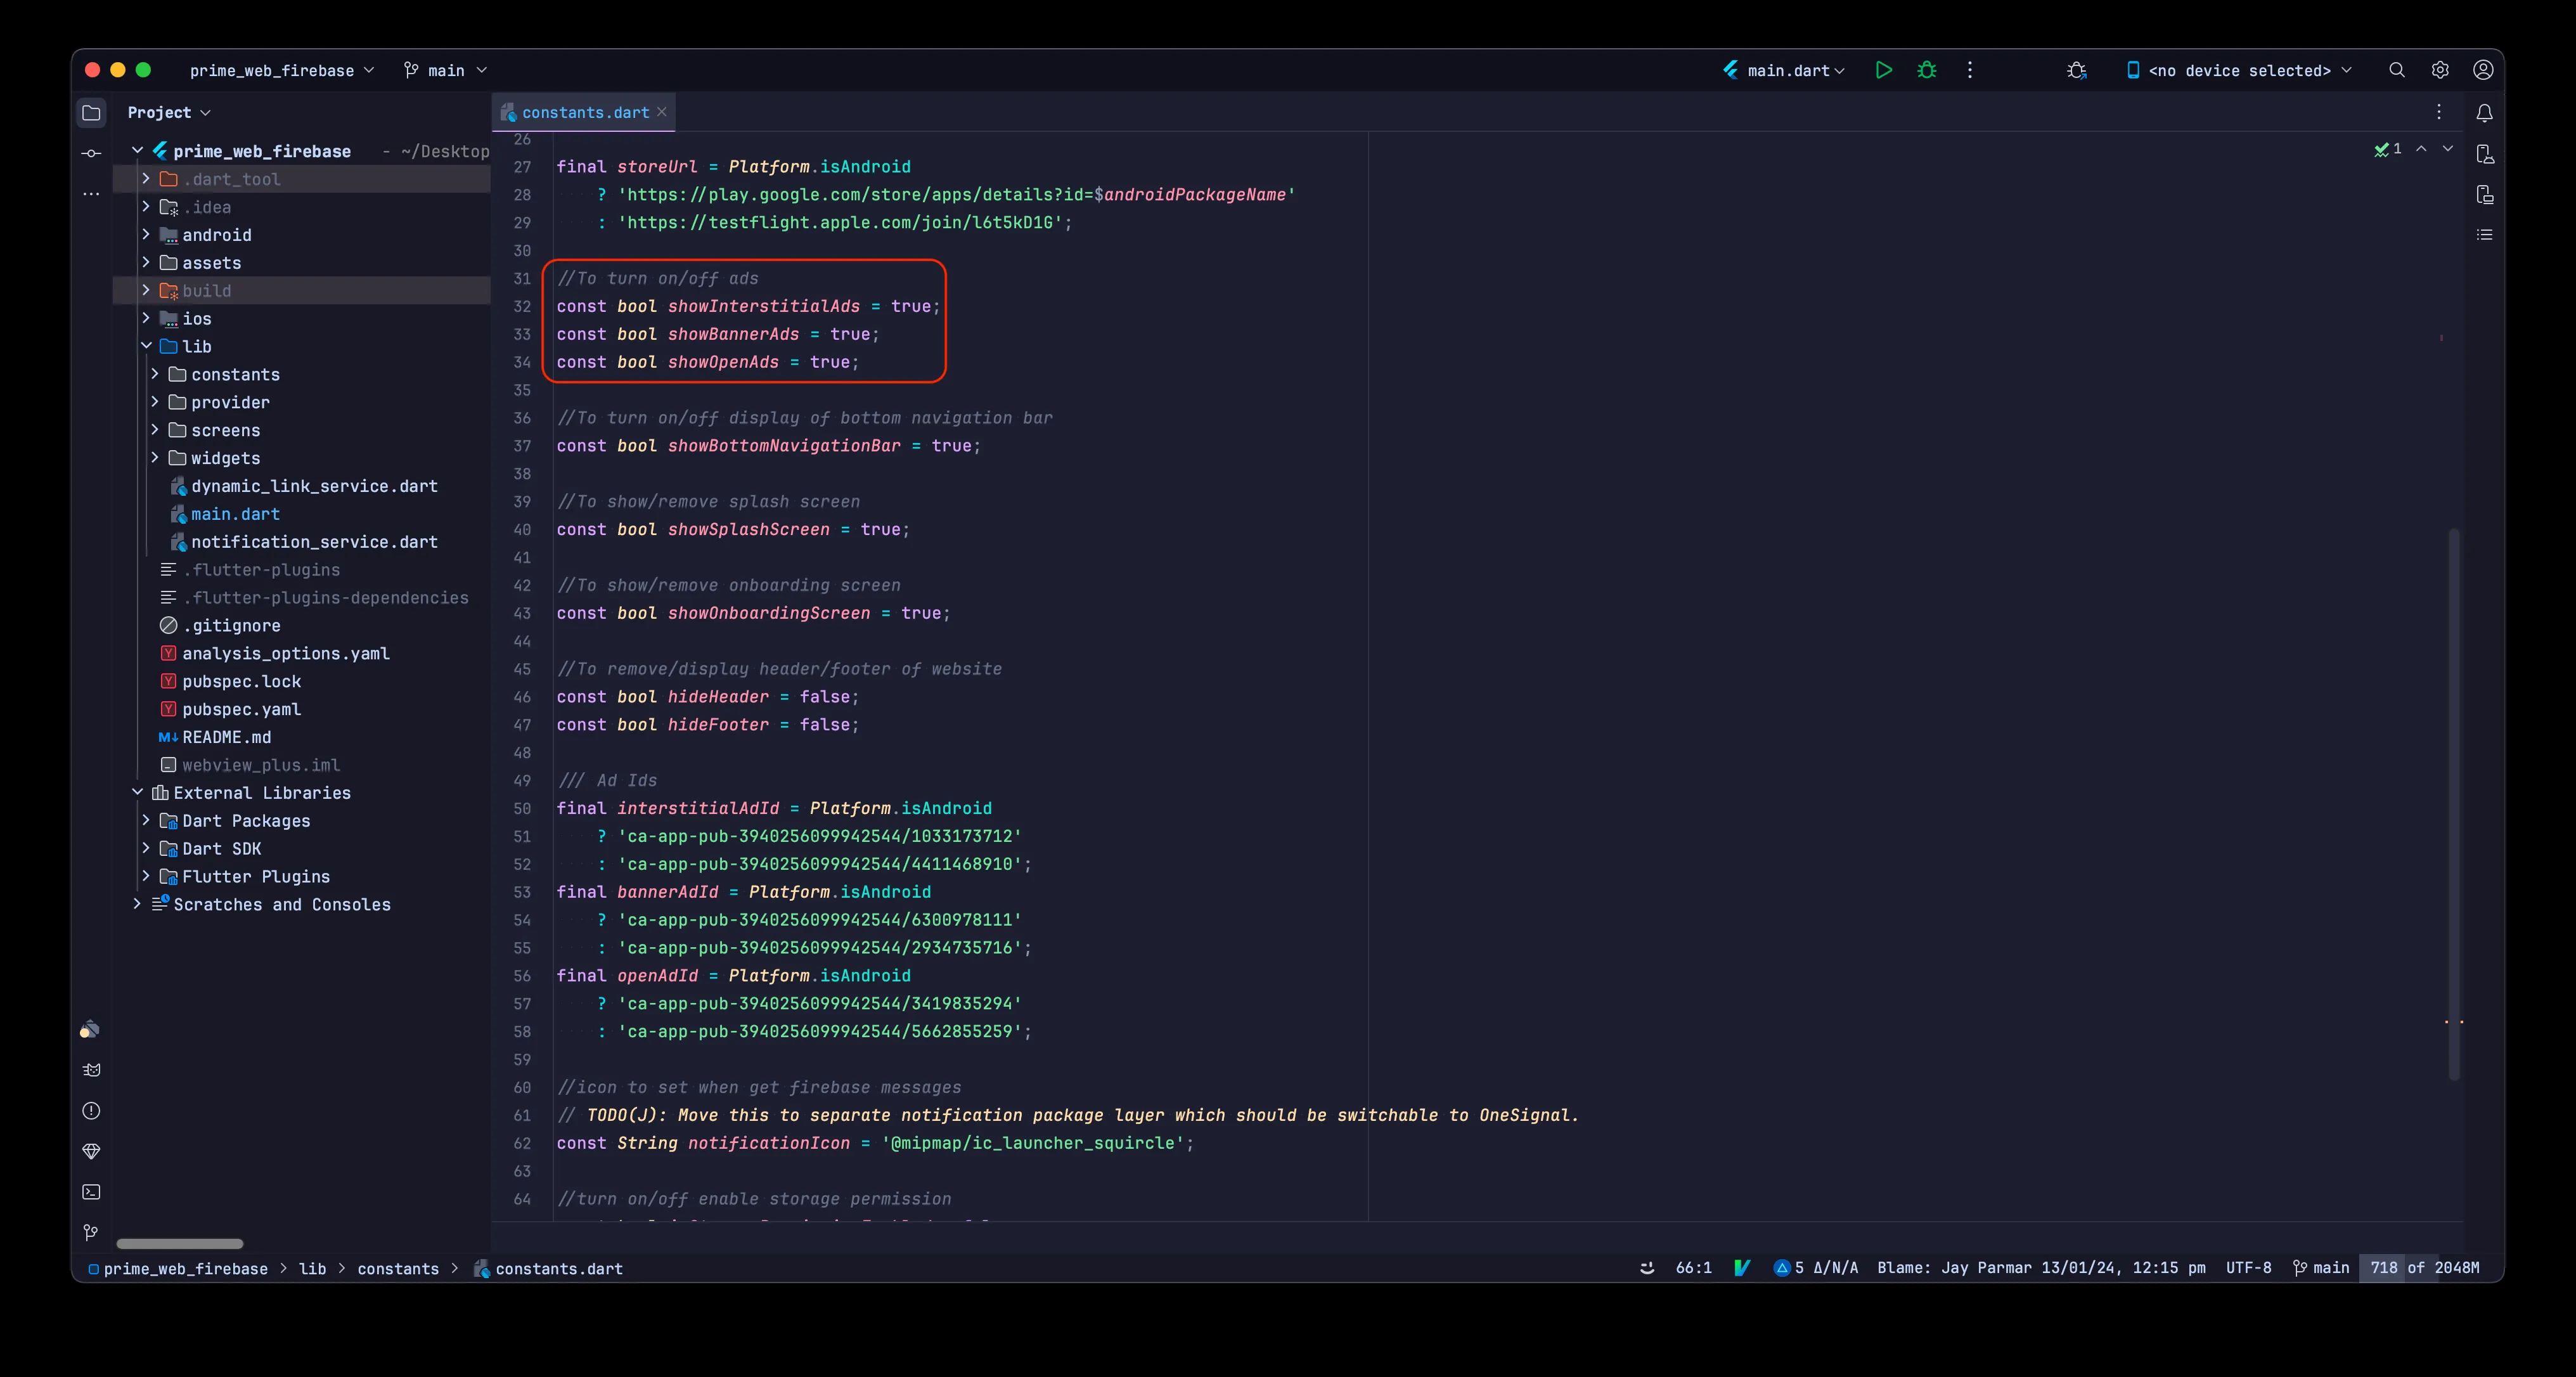 prime_web_firebase main main.dart <no device selected>
Project constants.dart
prime_web_firebase - ~/Desktop
.dart_tool
.idea
android
assets
build
ios
lib
constants
provider
screens
widgets
dynamic_link_service.dart
main.dart
notification_service.dart
.flutter-plugins
.flutter-plugins-dependencies
.gitignore
analysis_options.yaml
pubspec.lock
pubspec.yaml
README.md
webview_plus.iml
External Libraries
Dart Packages
Dart SDK
Flutter Plugins
Scratches and Consoles
1
26
27 final storeUrl = Platform.isAndroid
28 ? 'https://play.google.com/store/apps/details?id=$androidPackageName'
29 : 'https://testflight.apple.com/join/l6t5kD1G';
30
31 //To turn on/off ads
32 const bool showInterstitialAds = true;
33 const bool showBannerAds = true;
34 const bool showOpenAds = true;
35
36 //To turn on/off display of bottom navigation bar
37 const bool showBottomNavigationBar = true;
38
39 //To show/remove splash screen
40 const bool showSplashScreen = true;
41
42 //To show/remove onboarding screen
43 const bool showOnboardingScreen = true;
44
45 //To remove/display header/footer of website
46 const bool hideHeader = false;
47 const bool hideFooter = false;
48
49 /// Ad Ids
50 final interstitialAdId = Platform.isAndroid
51 ? 'ca-app-pub-3940256099942544/1033173712'
52 : 'ca-app-pub-3940256099942544/4411468910';
53 final bannerAdId = Platform.isAndroid
54 ? 'ca-app-pub-3940256099942544/6300978111'
55 : 'ca-app-pub-3940256099942544/2934735716';
56 final openAdId = Platform.isAndroid
57 ? 'ca-app-pub-3940256099942544/3419835294'
58 : 'ca-app-pub-3940256099942544/5662855259';
59
60 //icon to set when get firebase messages
61 // TODO(J): Move this to separate notification package layer which should be switchable to OneSignal.
62 const String notificationIcon = '@mipmap/ic_launcher_squircle';
63
64 //turn on/off enable storage permission
prime_web_firebase > lib > constants > constants.dart 66:1 5 Δ/N/A Blame: Jay Parmar 13/01/24, 12:15 pm UTF-8 main 718 of 2048M